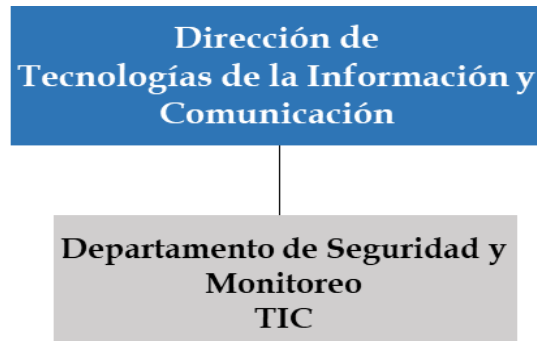 Dirección de
Tecnologías de la Información y
Comunicación
Departamento de Seguridad y
Monitoreo
TIC